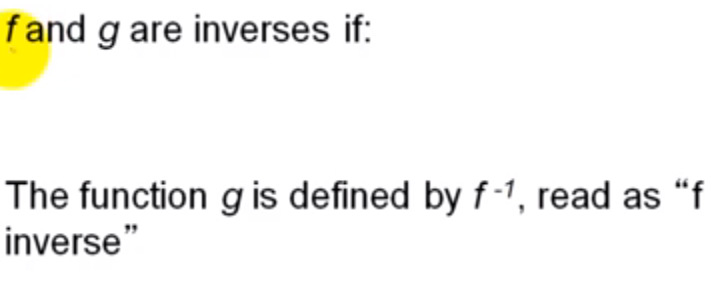 f and g are inverses if:
The function g is defined by f -1, read as “f
inverse”